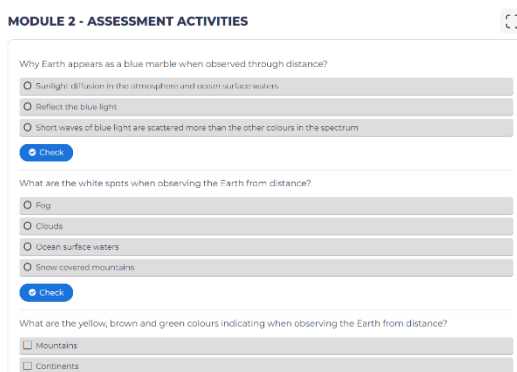 MODULE 2 - ASSESSMENT ACTIVITIES
Why Earth appears as a blue marble when observed through distance?
Sunlight diffusion in the atmosphere and ocean surface waters
Reflect the blue light
Short waves of blue light are scattered more than the other colours in the spectrum
Check
What are the white spots when observing the Earth from distance?
Fog
Clouds
Ocean surface waters
Snow covered mountains
Check
What are the yellow, brown and green colours indicating when observing the Earth from distance?
Mountains
Continents